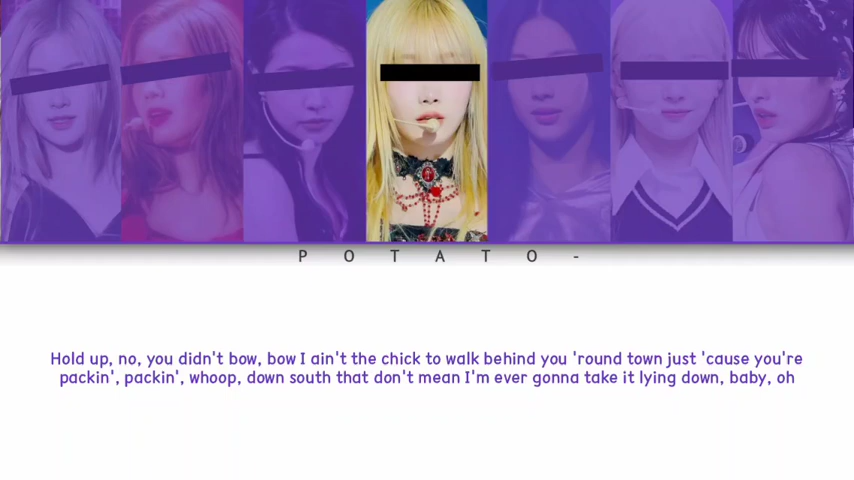 P O T A T O -
Hold up, no, you didn't bow, bow I ain't the chick to walk behind you 'round town just 'cause you're
packin', packin', whoop, down south that don't mean I'm ever gonna take it lying down, baby, oh